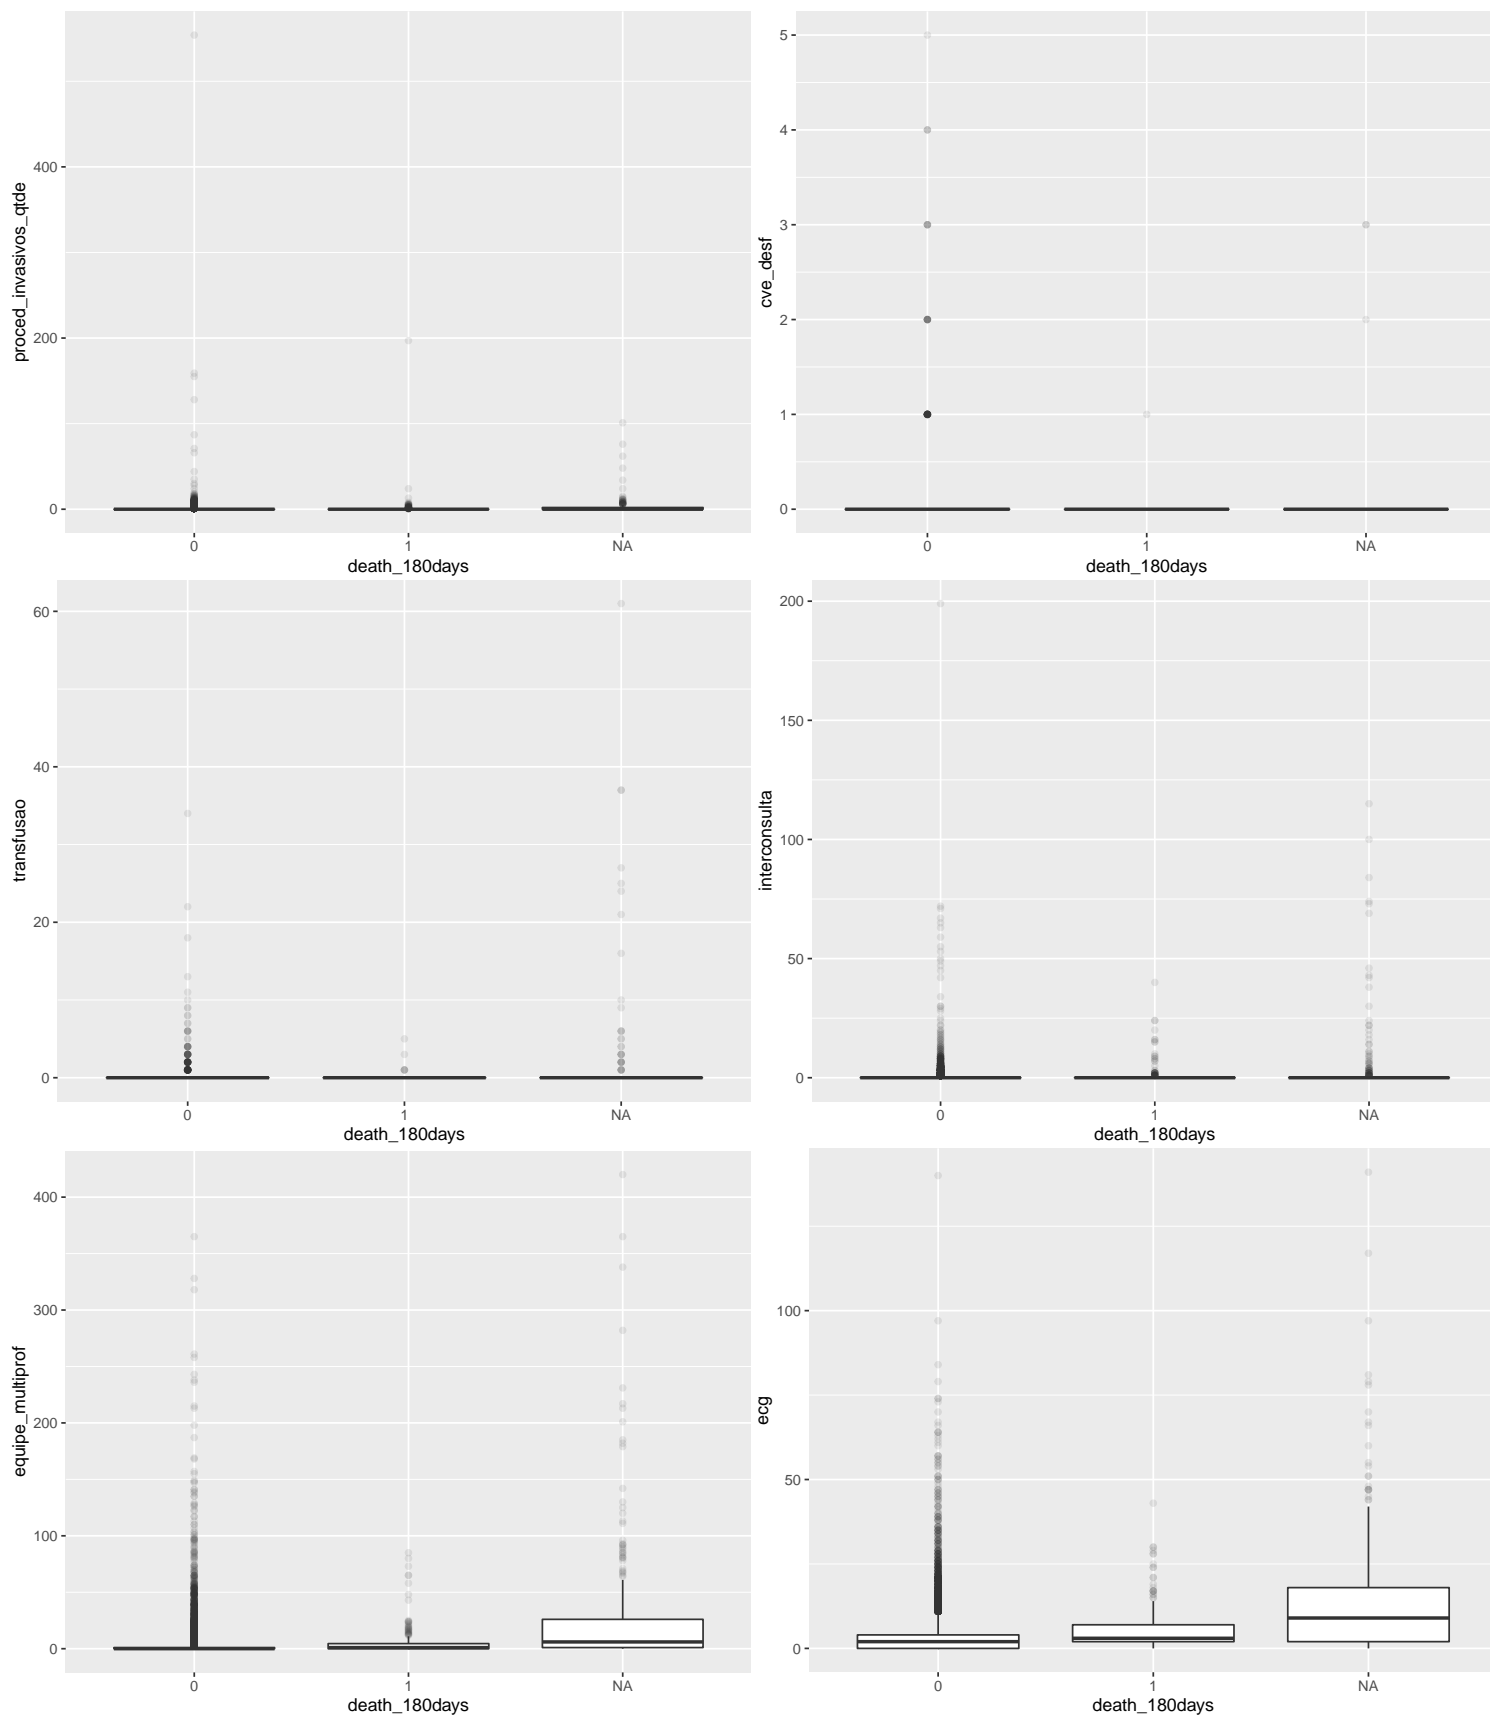 proced_invasivos_qtde
400
200
0
0 1 NA
death_180days
cve_desf
5
4
3
2
1
0
0 1 NA
death_180days
transfusao
60
40
20
0
0 1 NA
death_180days
interconsulta
200
150
100
50
0
0 1 NA
death_180days
equipe_multiprof
400
300
200
100
0
0 1 NA
death_180days
ecg
100
50
0
0 1 NA
death_180days